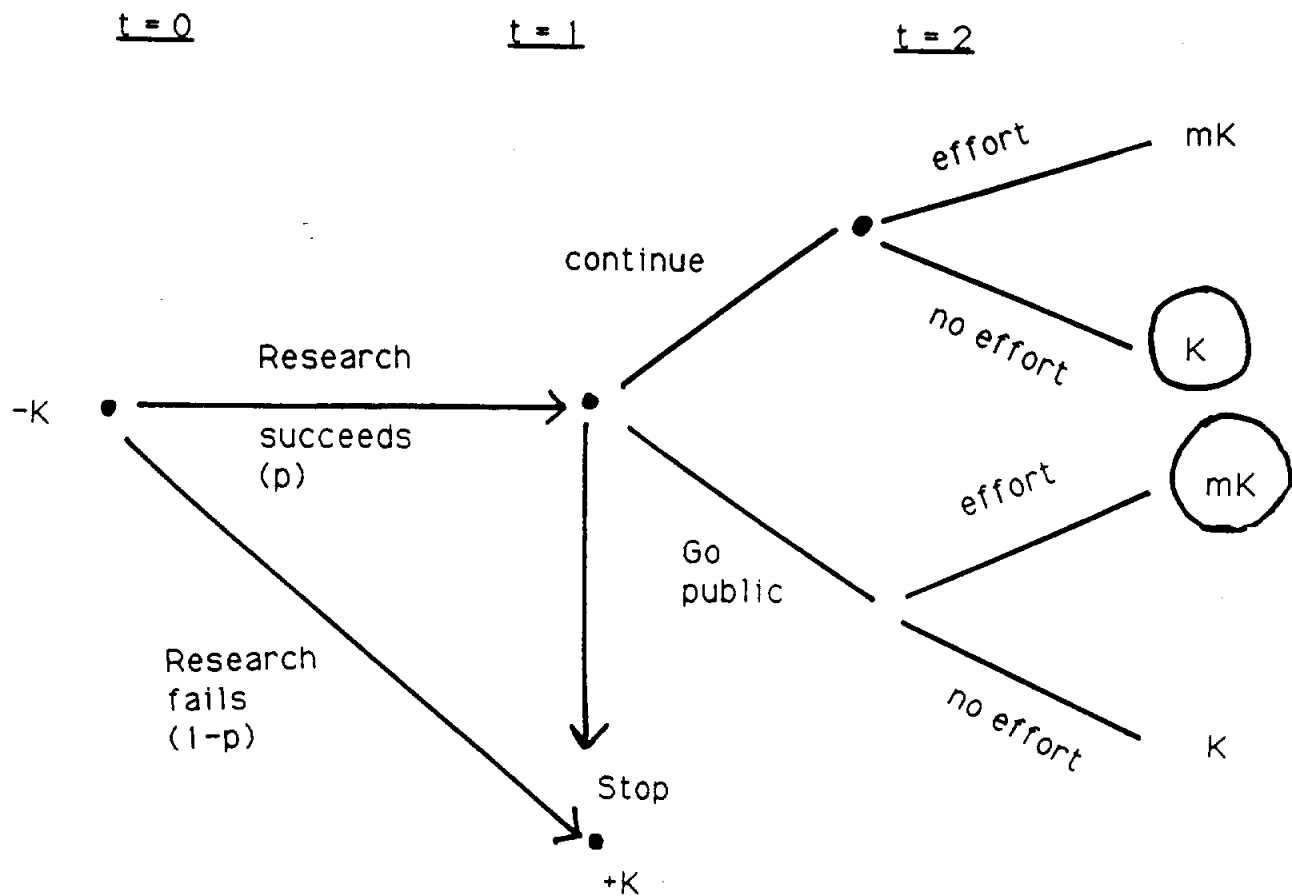 t = 0
t = 1
t = 2
effort
mK
continue
no effort
K
Research
-K
succeeds
(p)
effort
mK
Go
public
Research
fails
(1-p)
no effort
K
Stop
+K